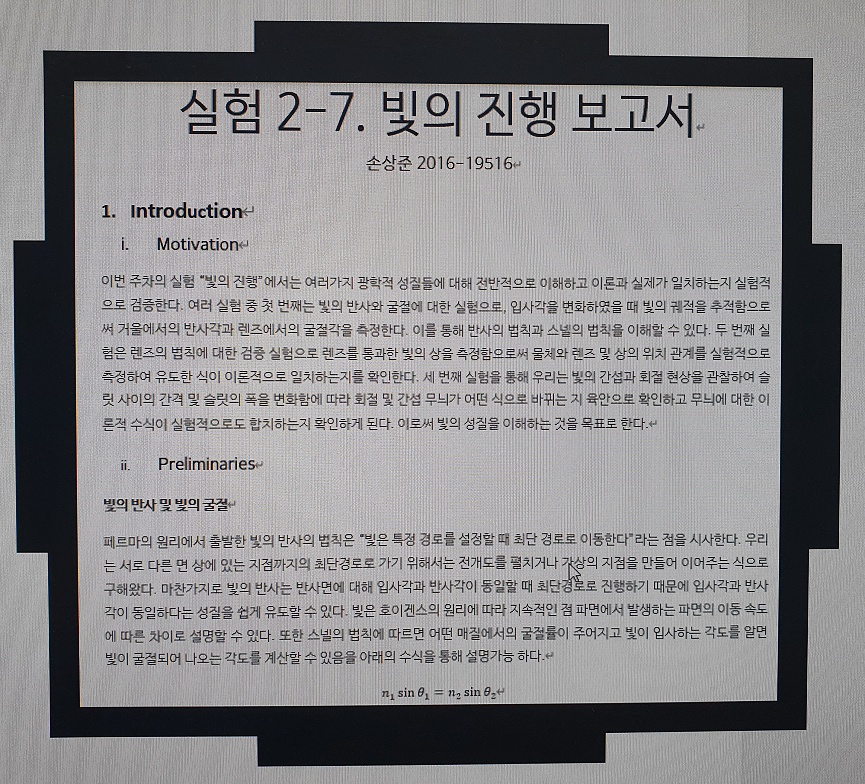 실험 2-7. 빛의 진행 보고서
손상준 2016-19516
1. Introduction
i. Motivation
이번 주차의 실험 “빛의 진행”에서는 여러가지 광학적 성질들에 대해 전반적으로 이해하고 이론과 실제가 일치하는지 실험적
으로 검증한다. 여러 실험 중 첫 번째는 빛의 반사와 굴절에 대한 실험으로, 입사각을 변화하였을 때 빛의 궤적을 추적함으로
써 거울에서의 반사각과 렌즈에서의 굴절각을 측정한다. 이를 통해 반사의 법칙과 스넬의 법칙을 이해할 수 있다. 두 번째 실
험은 렌즈의 법칙에 대한 검증 실험으로 렌즈를 통과한 빛의 상을 측정함으로써 물체와 렌즈 및 상의 위치 관계를 실험적으로
측정하여 유도한 식이 이론적으로 일치하는지를 확인한다. 세 번째 실험을 통해 우리는 빛의 간섭과 회절 현상을 관찰하여 슬
릿 사이의 간격 및 슬릿의 폭을 변화함에 따라 회절 및 간섭 무늬가 어떤 식으로 바뀌는 지 육안으로 확인하고 무늬에 대한 이
론적 수식이 실험적으로도 합치하는지 확인하게 된다. 이로써 빛의 성질을 이해하는 것을 목표로 한다.
ii. Preliminaries
빛의 반사 및 빛의 굴절
페르마의 원리에서 출발한 빛의 반사의 법칙은 “빛은 특정 경로를 설정할 때 최단 경로로 이동한다”라는 점을 시사한다. 우리
는 서로 다른 면 상에 있는 지점까지의 최단경로로 가기 위해서는 전개도를 펼치거나 가상의 지점을 만들어 이어주는 식으로
구해왔다. 마찬가지로 빛의 반사는 반사면에 대해 입사각과 반사각이 동일할 때 최단경로로 진행하기 때문에 입사각과 반사
각이 동일하다는 성질을 쉽게 유도할 수 있다. 빛은 호이겐스의 원리에 따라 지속적인 점 파면에서 발생하는 파면의 이동 속도
에 따른 차이로 설명할 수 있다. 또한 스넬의 법칙에 따르면 어떤 매질에서의 굴절률이 주어지고 빛이 입사하는 각도를 알면
빛이 굴절되어 나오는 각도를 계산할 수 있음을 아래의 수식을 통해 설명가능 하다.
n₁ sin θ₁ = n₂ sin θ₂